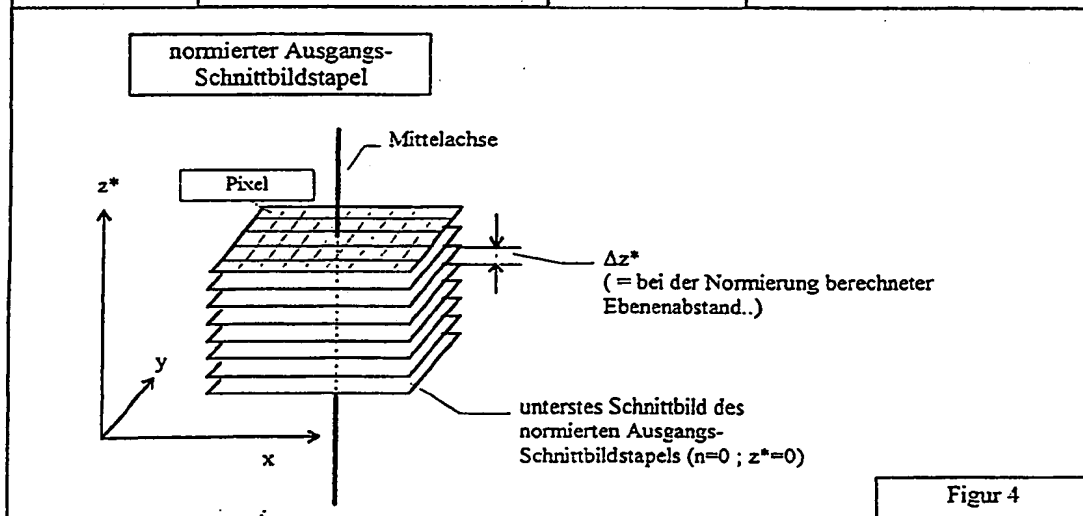 normierter Ausgangs-
Schnittbildstapel
Mittelachse
z*
Pixel
Δz*
( = bei der Normierung berechneter
Ebenenabstand..)
y
x
unterstes Schnittbild des
normierten Ausgangs-
Schnittbildstapels (n=0 ; z*=0)
Figur 4